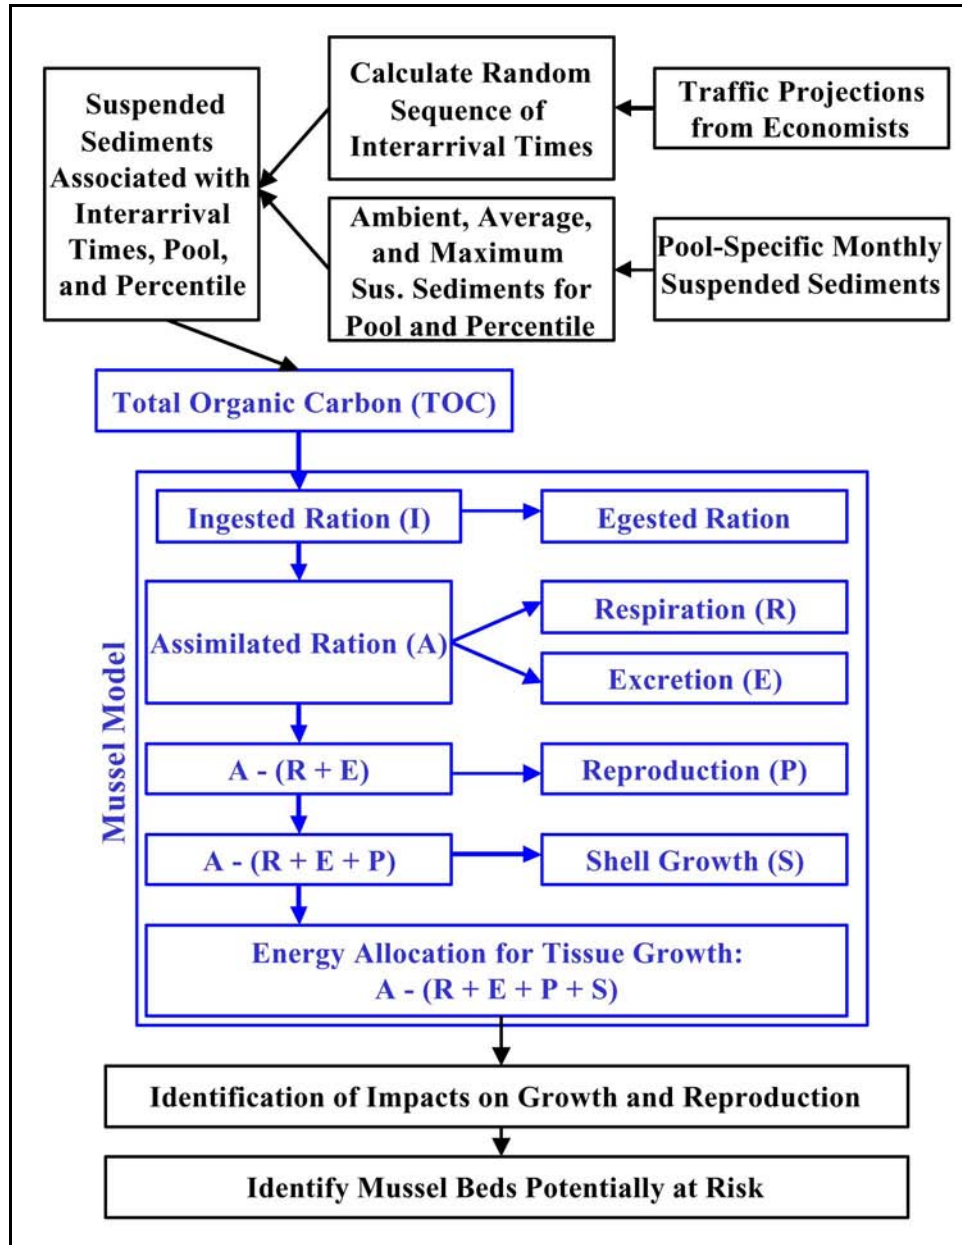 Suspended
Sediments
Associated with
Interarrival
Times, Pool,
and Percentile
Calculate Random
Sequence of
Interarrival Times
Traffic Projections
from Economists
Ambient, Average,
and Maximum
Sus. Sediments for
Pool and Percentile
Pool-Specific Monthly
Suspended Sediments
Total Organic Carbon (TOC)
Mussel Model
Ingested Ration (I)
Egested Ration
Assimilated Ration (A)
Respiration (R)
Excretion (E)
A - (R + E)
Reproduction (P)
A - (R + E + P)
Shell Growth (S)
Energy Allocation for Tissue Growth:
A - (R + E + P + S)
Identification of Impacts on Growth and Reproduction
Identify Mussel Beds Potentially at Risk